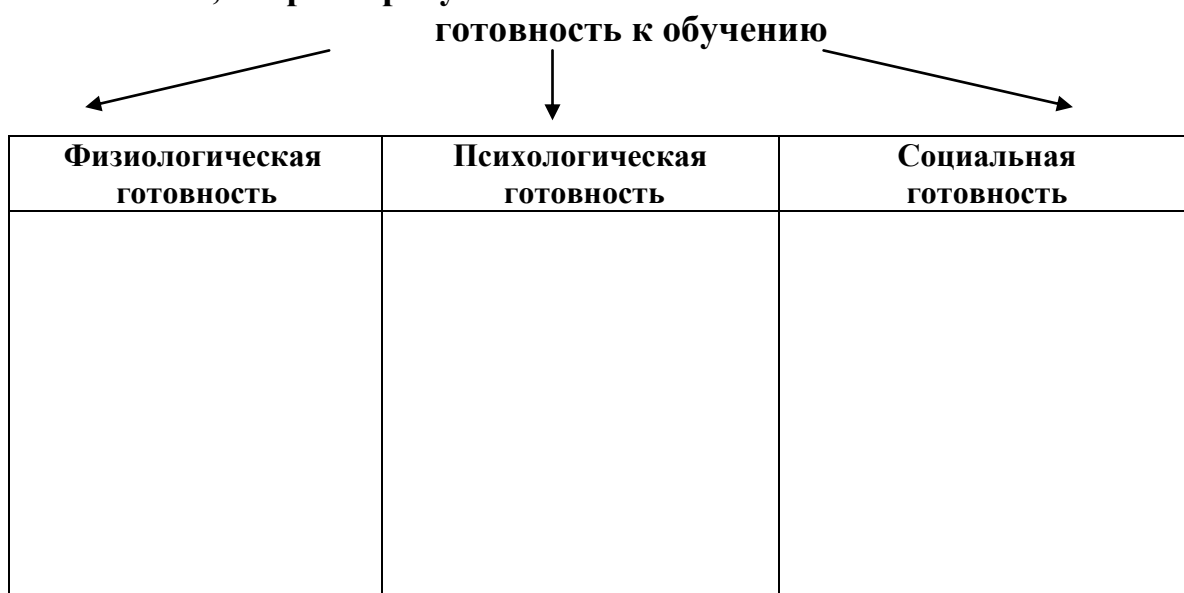 готовность к обучению
Физиологическая
готовность
Психологическая
готовность
Социальная
готовность